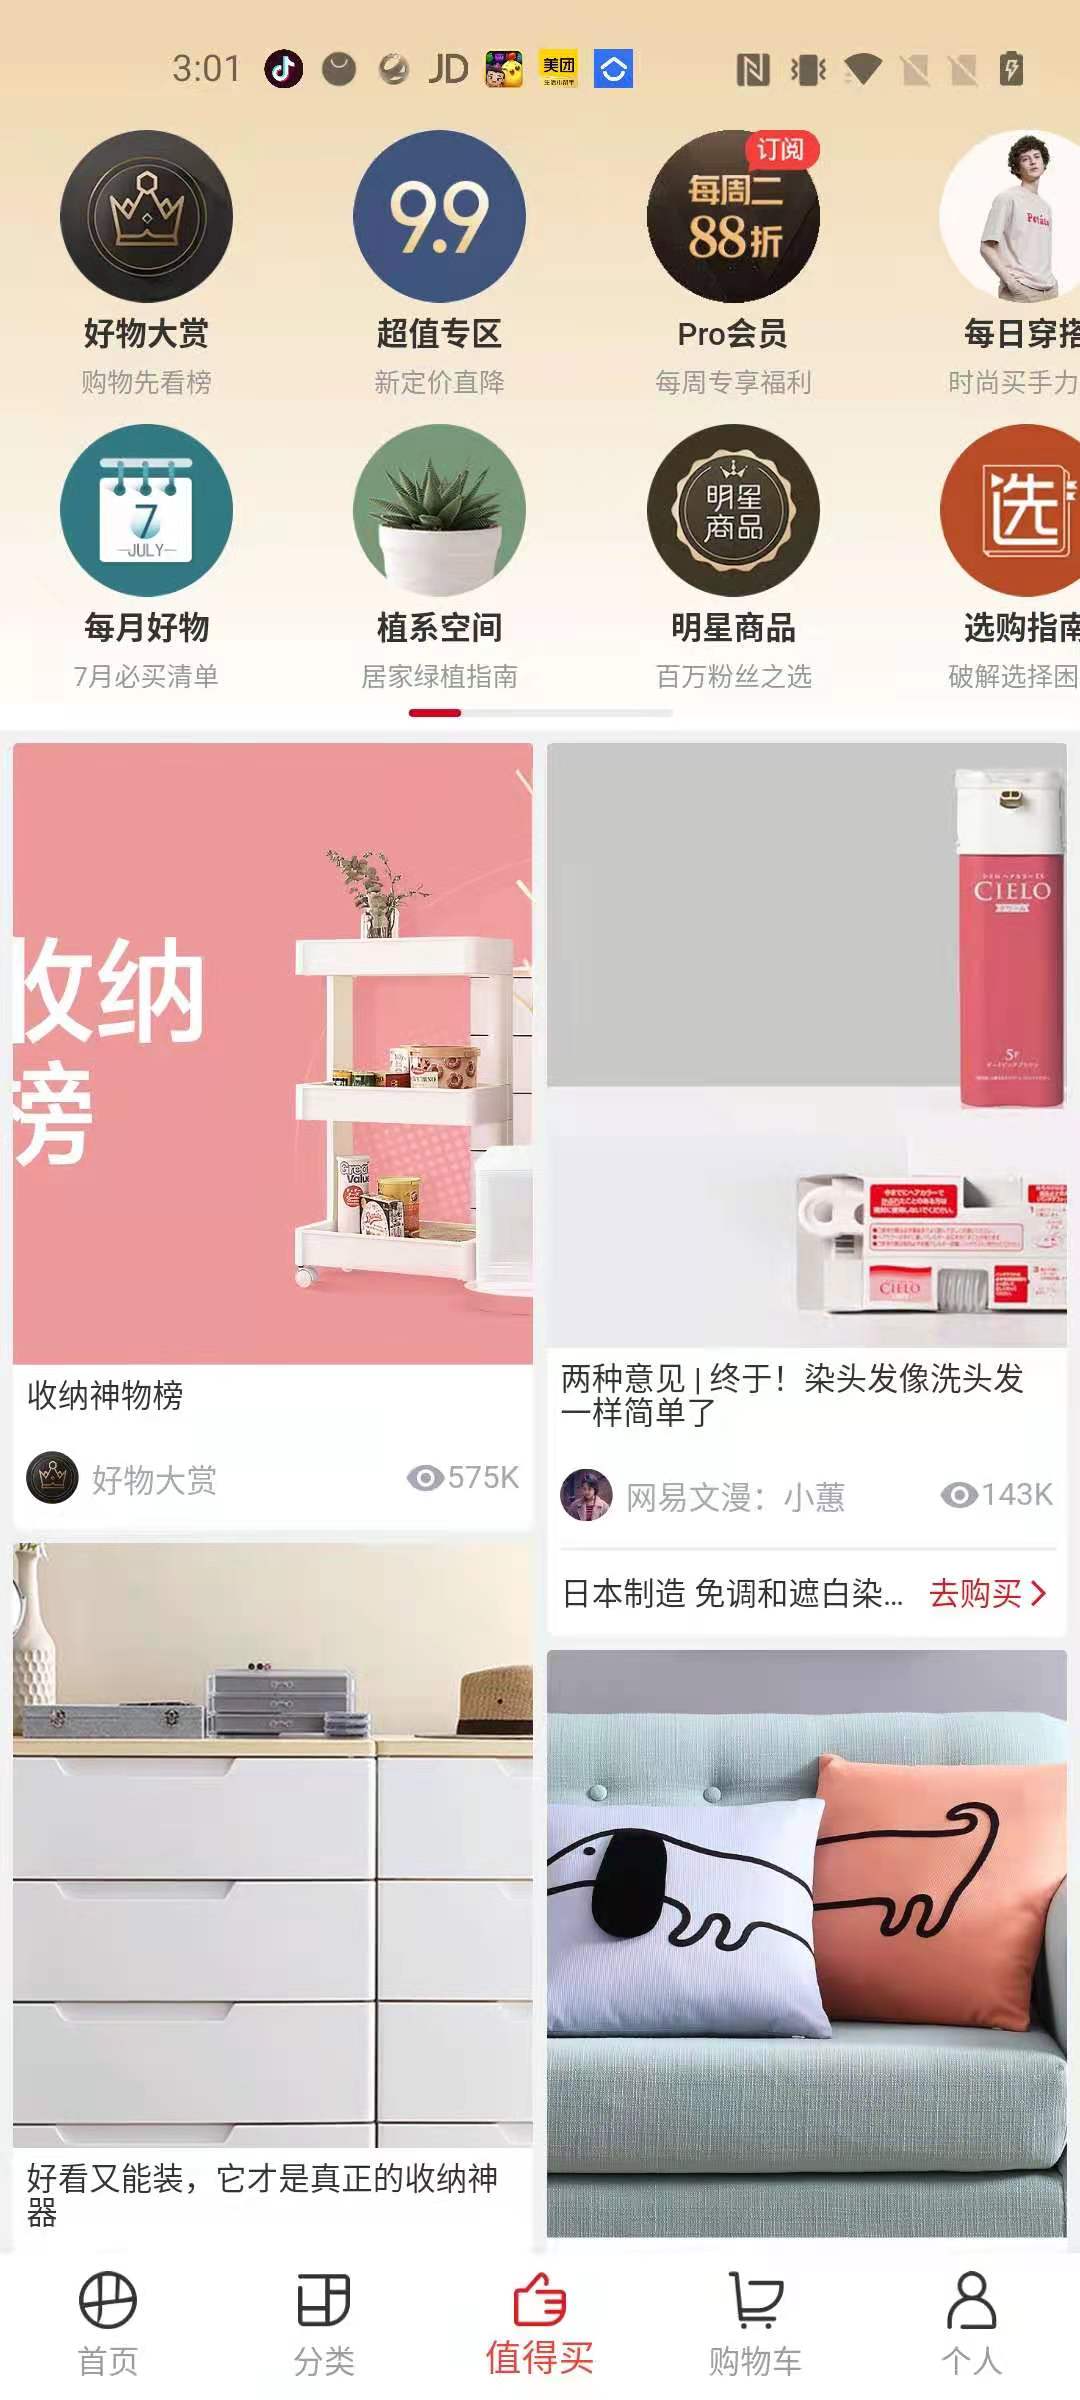 3:01
JD
美团
订阅
9.9
每周二
88折
好物大赏
超值专区
Pro会员
每日穿搭
购物先看榜
新定价直降
每周专享福利
时尚买手力
7
JULY
明星
商品
选
每月好物
植系空间
明星商品
选购指南
7月必买清单
居家绿植指南
百万粉丝之选
破解选择困
收纳
榜
Great
Value
CIELO
5F
CIELO
收纳神物榜
好物大赏
575K
两种意见 | 终于！染头发像洗头发
一样简单了
网易文漫：小蕙
143K
日本制造 免调和遮白染... 去购买
好看又能装，它才是真正的收纳神
器
首页
分类
值得买
购物车
个人